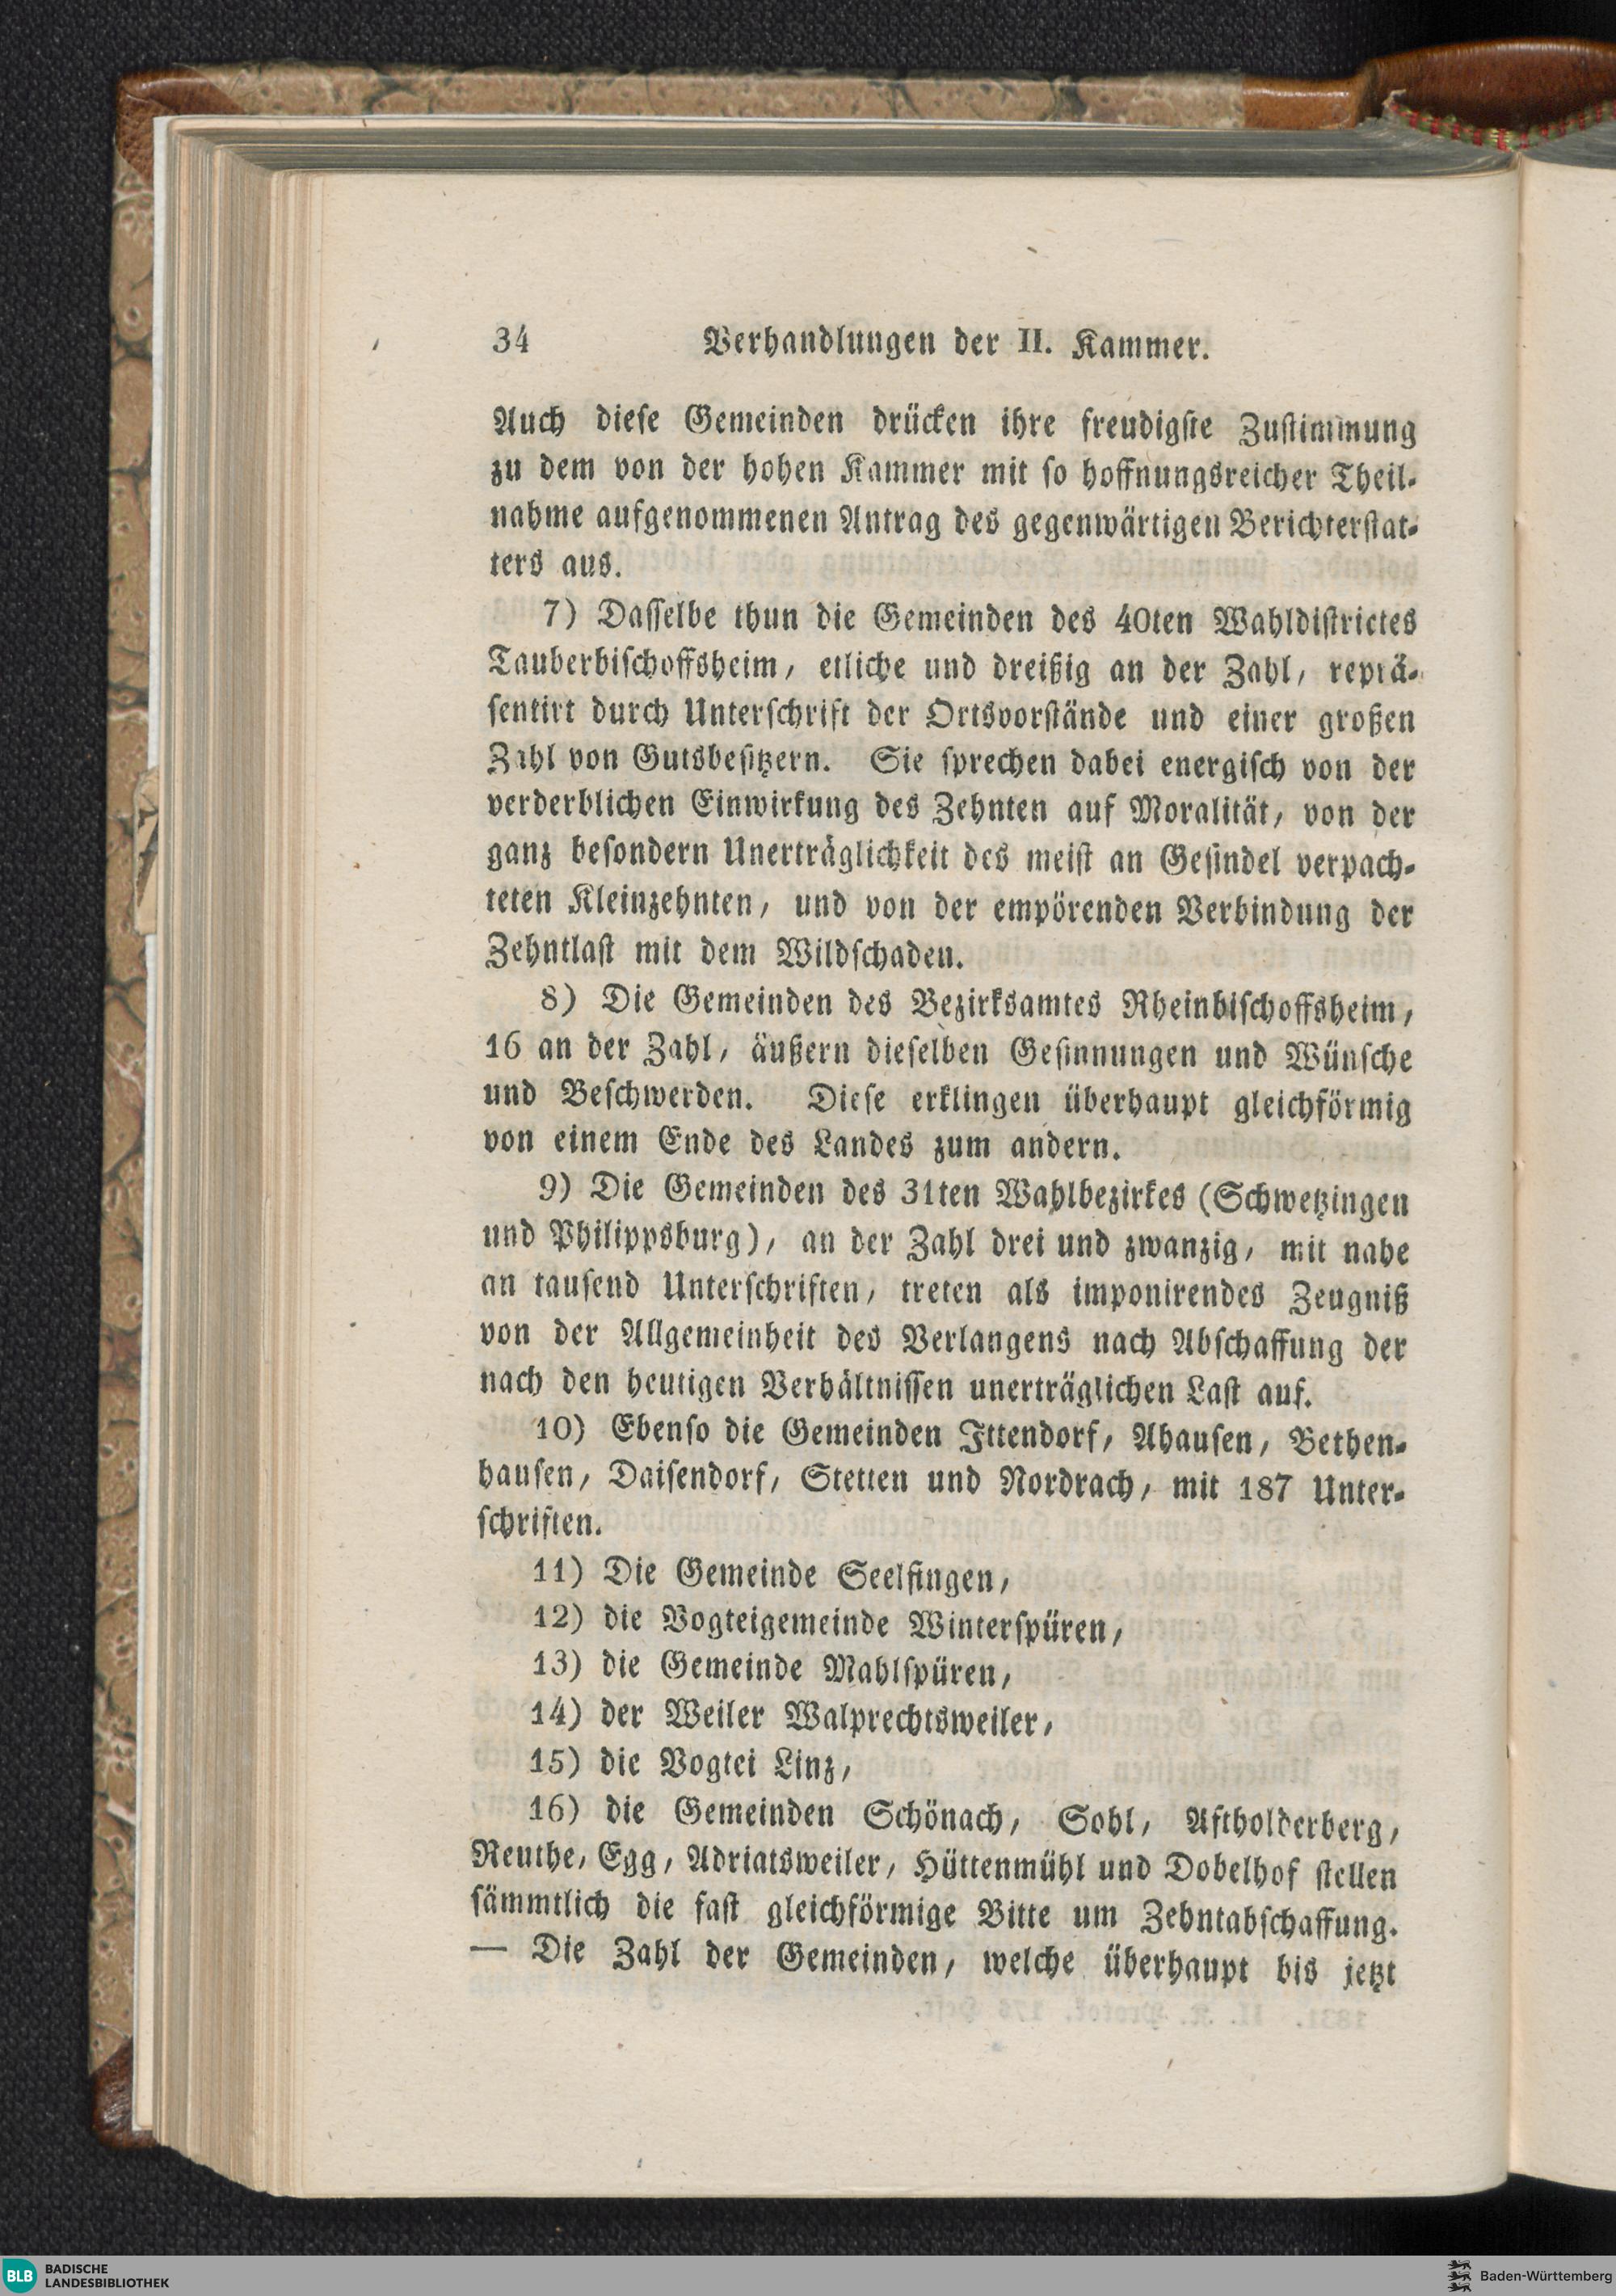 34 Verhandlungen der II. Kammer.
Auch dieſe Gemeinden drücken ihre freudigſte Zuſtimmung
zu dem von der hohen Kammer mit ſo hoffnungsreicher Theil-
nahme aufgenommenen Antrag des gegenwärtigen Berichterſtat-
ters aus.
7) Daſſelbe thun die Gemeinden des 40ten Wahldiſtrictes
Tauberbiſchoffsheim, etliche und dreißig an der Zahl, reprä-
ſentirt durch Unterſchrift der Ortsvorſtände und einer großen
Zahl von Gutsbeſitzern. Sie ſprechen dabei energiſch von der
verderblichen Einwirkung des Zehnten auf Moralität, von der
ganz beſondern Unerträglichkeit des meiſt an Geſindel verpach-
teten Kleinzehnten, und von der empörenden Verbindung der
Zehntlaſt mit dem Wildſchaden.
8) Die Gemeinden des Bezirksamtes Rheinbiſchoffsheim,
16 an der Zahl, äußern dieſelben Geſinnungen und Wünſche
und Beſchwerden. Dieſe erklingen überhaupt gleichförmig
von einem Ende des Landes zum andern.
9) Die Gemeinden des 31ten Wahlbezirkes (Schwetzingen
und Philippsburg), an der Zahl drei und zwanzig, mit nahe
an tauſend Unterſchriften, treten als imponirendes Zeugniß
von der Allgemeinheit des Verlangens nach Abſchaffung der
nach den heutigen Verhältniſſen unerträglichen Laſt auf.
10) Ebenſo die Gemeinden Ittendorf, Ahauſen, Bethen-
hauſen, Daiſendorf, Stetten und Nordrach, mit 187 Unter-
ſchriften.
11) Die Gemeinde Seelfingen,
12) die Vogteigemeinde Winterſpüren,
13) die Gemeinde Mahlſpüren,
14) der Weiler Walprechtsweiler,
15) die Vogtei Linz,
16) die Gemeinden Schönach, Sohl, Aftholderberg,
Reuthe, Egg, Adriatsweiler, Hüttenmühl und Dobelhof ſtellen
ſämmtlich die faſt gleichförmige Bitte um Zehntabſchaffung.
— Die Zahl der Gemeinden, welche überhaupt bis jetzt
BLB BADISCHE
LANDESBIBLIOTHEK
Baden-Württemberg